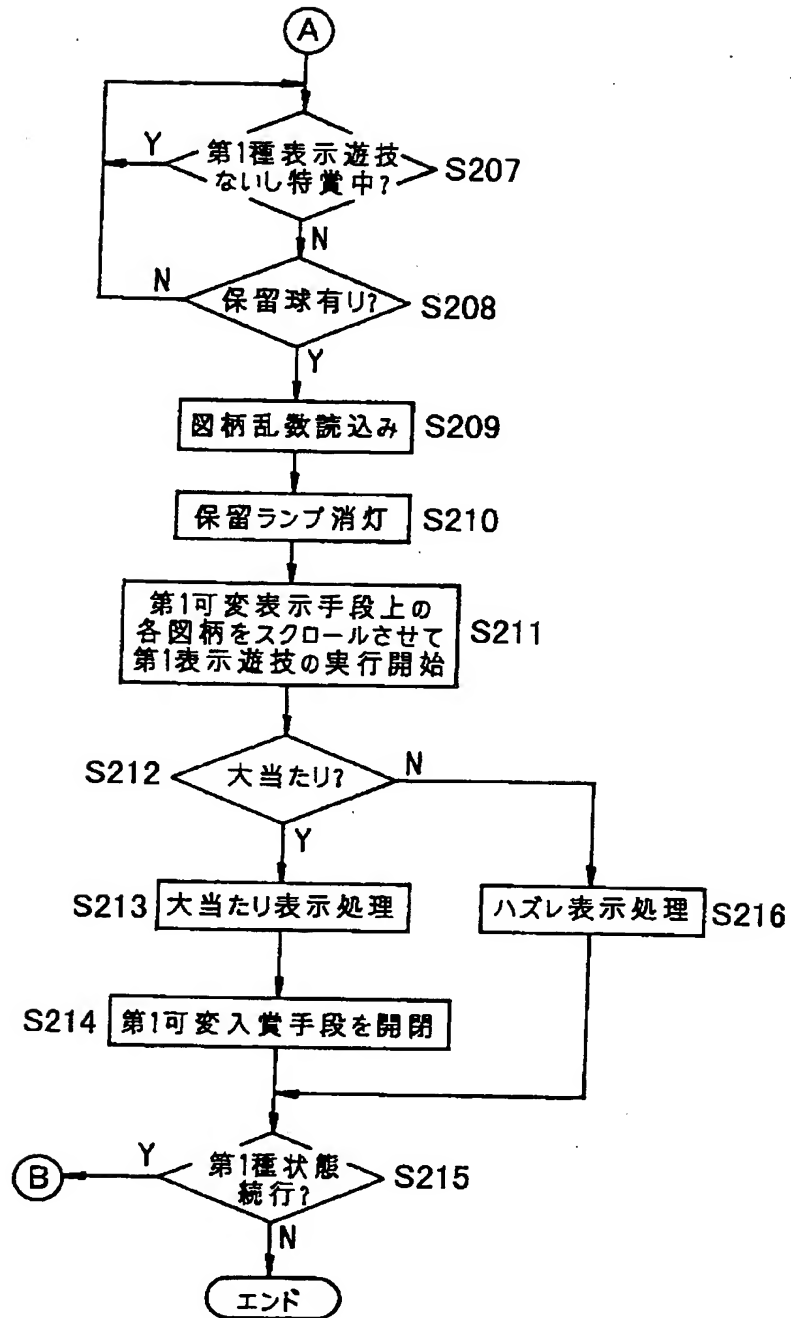 A
Y
第1種表示遊技
ないし特賞中?
S207
N
N
保留球有り?
S208
Y
図柄乱数読込み
S209
保留ランプ消灯
S210
第1可変表示手段上の
各図柄をスクロールさせて
第1表示遊技の実行開始
S211
S212
大当たり?
N
Y
S213
大当たり表示処理
ハズレ表示処理
S216
S214
第1可変入賞手段を開閉
Y
B
第1種状態
続行?
S215
N
エンド